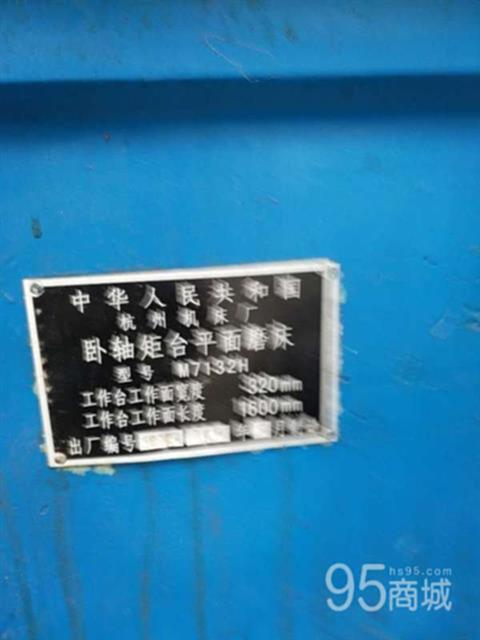 中华人民共和国
杭州机床厂
卧轴矩台平面磨床
型号 M7132H
工作台工作面宽度 320mm
工作台工作面长度 1600mm
出厂编号 年 月
hs95.com
95商城